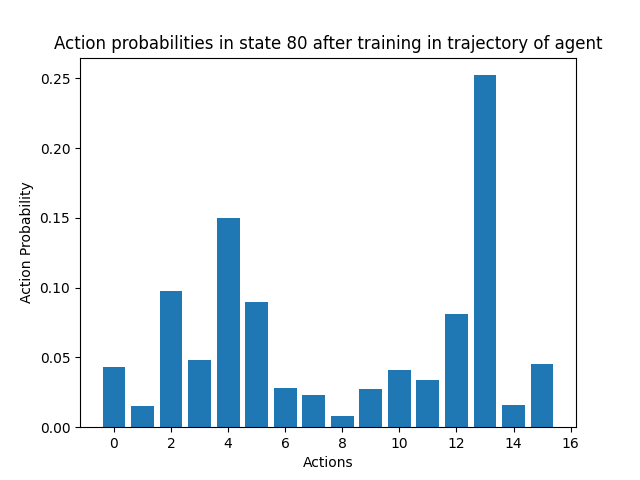 Action probabilities in state 80 after training in trajectory of agent
0.25
0.20
0.15
0.10
0.05
0.00
Action Probability
0 2 4 6 8 10 12 14 16
Actions